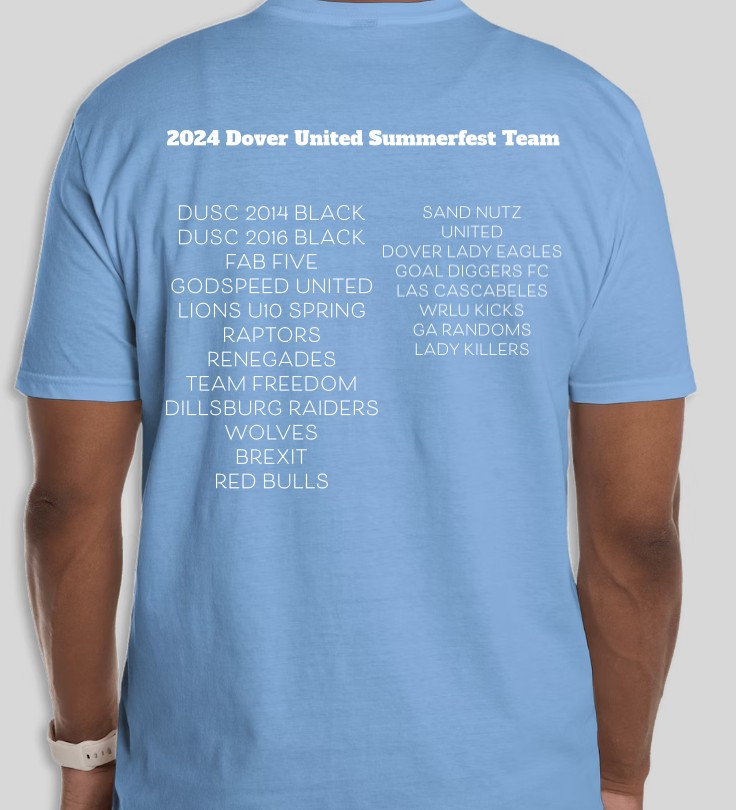 2024 Dover United Summerfest Team
DUSC 2014 BLACK
DUSC 2016 BLACK
FAB FIVE
GODSPEED UNITED
LIONS U10 SPRING
RAPTORS
RENEGADES
TEAM FREEDOM
DILLSBURG RAIDERS
WOLVES
BREXIT
RED BULLS
SAND NUTZ
UNITED
DOVER LADY EAGLES
GOAL DIGGERS FC
LAS CASCABELES
WRLU KICKS
GA RANDOMS
LADY KILLERS